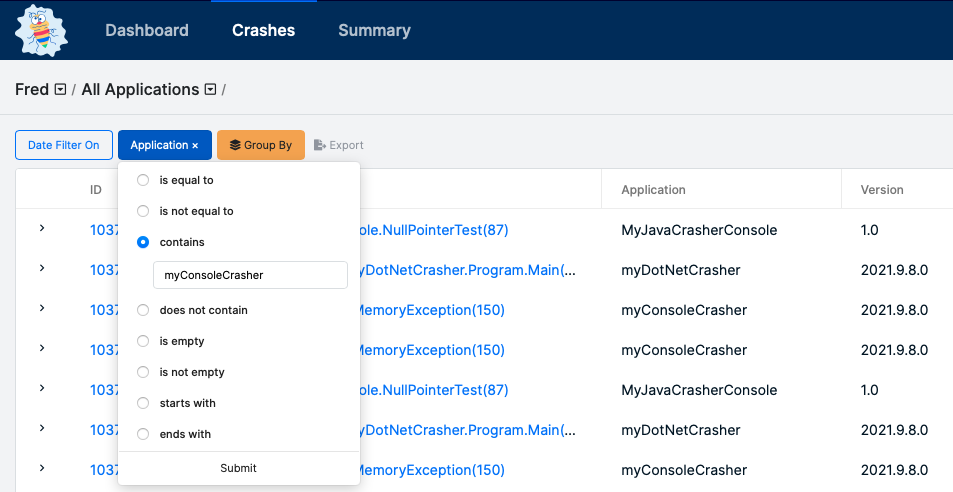 Dashboard Crashes Summary
Fred / All Applications /
Date Filter On Application × Group By Export
ID Application Version
is equal to
is not equal to
1037 ole.NullPointerTest(87) MyJavaCrasherConsole 1.0
contains
myConsoleCrasher
1037 yDotNetCrasher.Program.Main(... myDotNetCrasher 2021.9.8.0
does not contain
1037 MemoryException(150) myConsoleCrasher 2021.9.8.0
is empty
1037 MemoryException(150) myConsoleCrasher 2021.9.8.0
is not empty
1037 ole.NullPointerTest(87) MyJavaCrasherConsole 1.0
starts with
ends with
1037 yDotNetCrasher.Program.Main(... myDotNetCrasher 2021.9.8.0
Submit
1037 MemoryException(150) myConsoleCrasher 2021.9.8.0